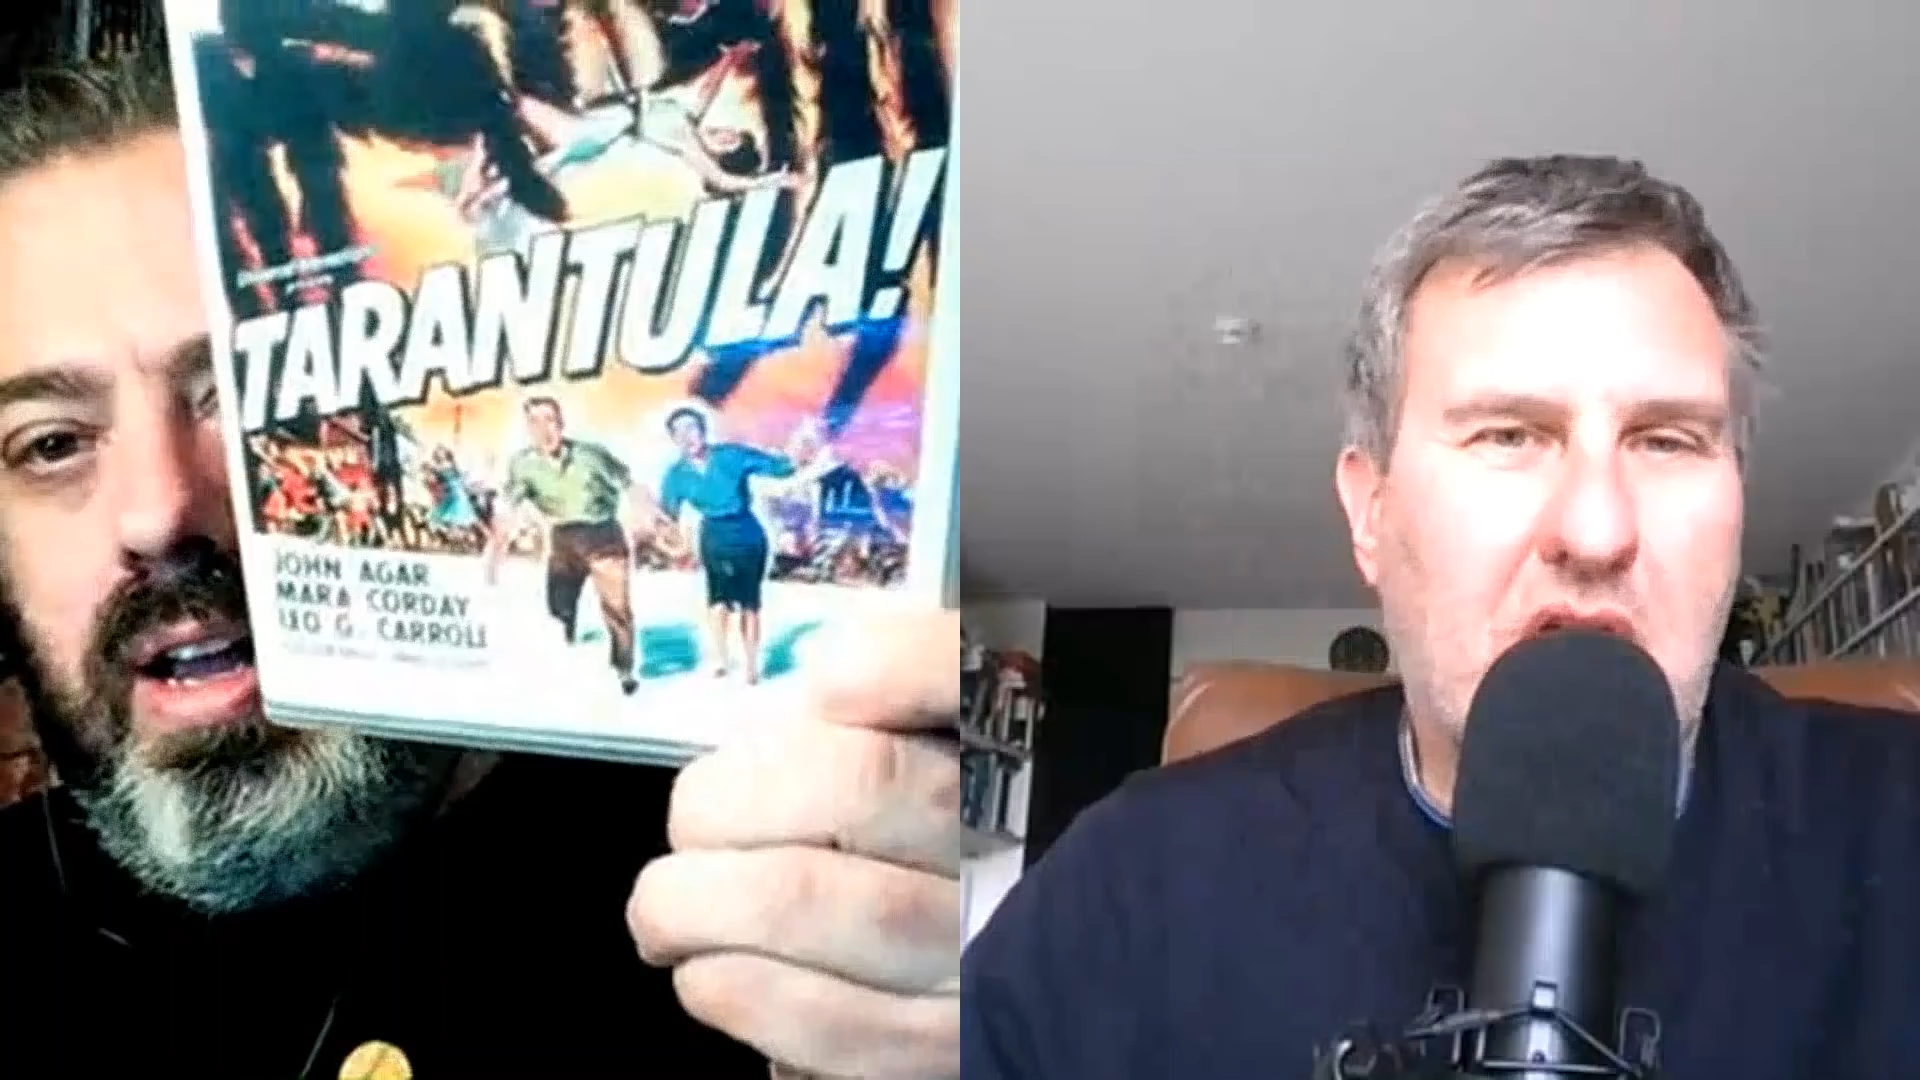 TARANTULA!
JOHN AGAR
MARA CORDAY
LEO G. CARROLL